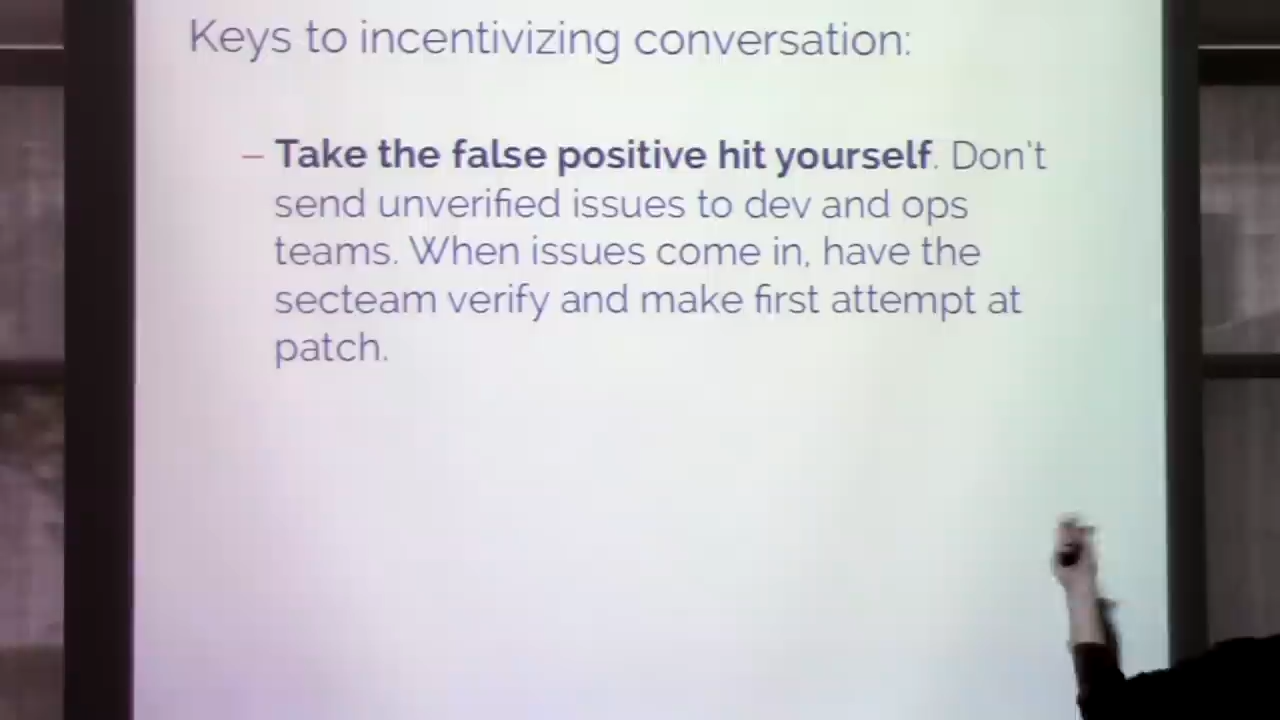 Keys to incentivizing conversation:
– Take the false positive hit yourself. Don't
send unverified issues to dev and ops
teams. When issues come in, have the
secteam verify and make first attempt at
patch.